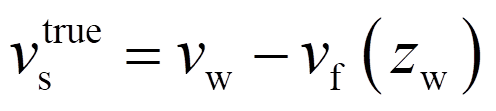 v_s^true = v_w − v_f (z_w)